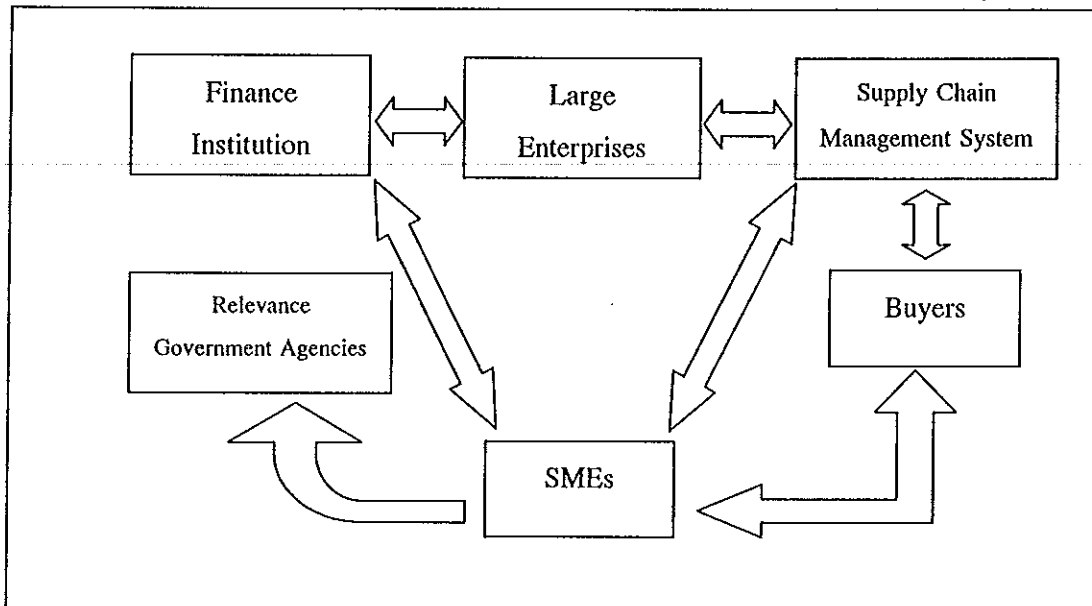 Finance
Institution
Large
Enterprises
Supply Chain
Management System
Relevance
Government Agencies
Buyers
SMEs